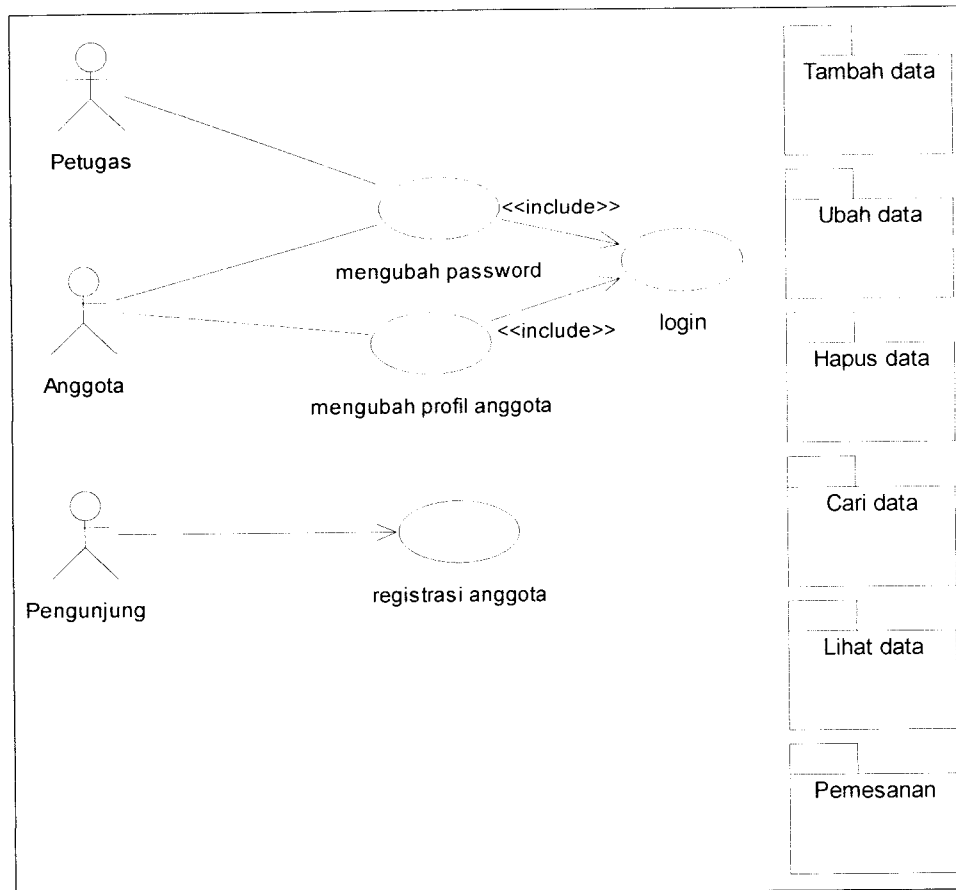 Petugas
<<include>>
mengubah password
login
Anggota
<<include>>
mengubah profil anggota
Pengunjung
registrasi anggota
Tambah data
Ubah data
Hapus data
Cari data
Lihat data
Pemesanan